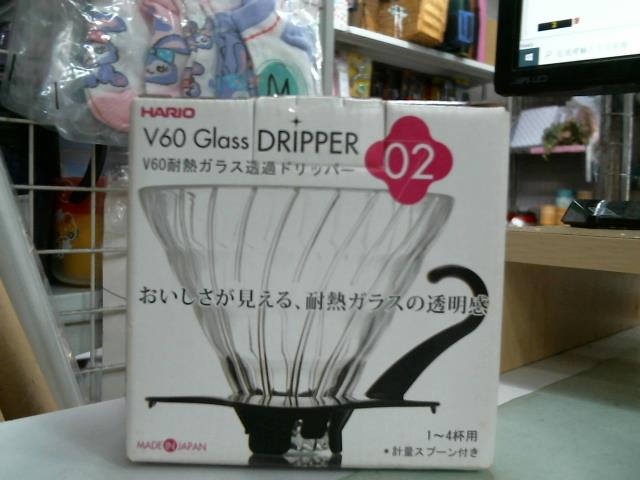 M
HARIO
V60 Glass DRIPPER
02
V60耐熱ガラス透過ドリッパー
おいしさが見える、耐熱ガラスの透明感
1～4杯用
MADE IN JAPAN
*計量スプーン付き